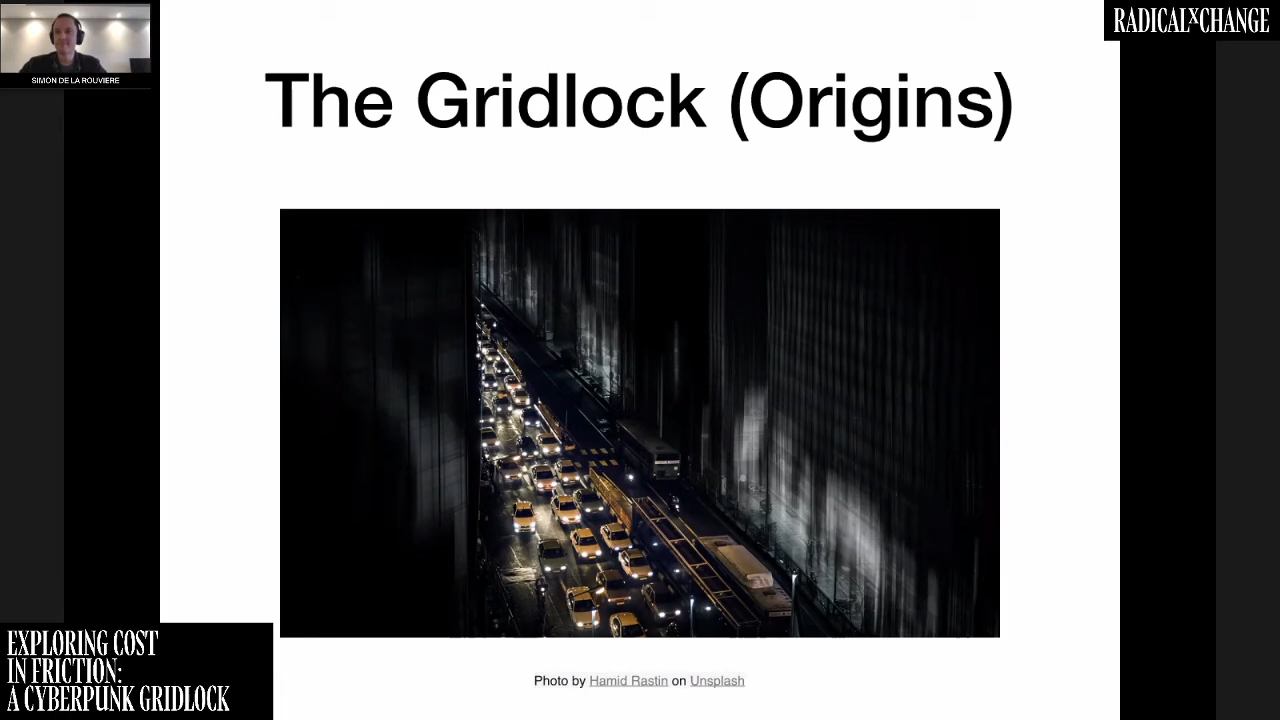 SIMON DE LA ROUVIERE
RADICALXCHANGE
The Gridlock (Origins)
Photo by Hamid Rastin on Unsplash
EXPLORING COST
IN FRICTION:
A CYBERPUNK GRIDLOCK